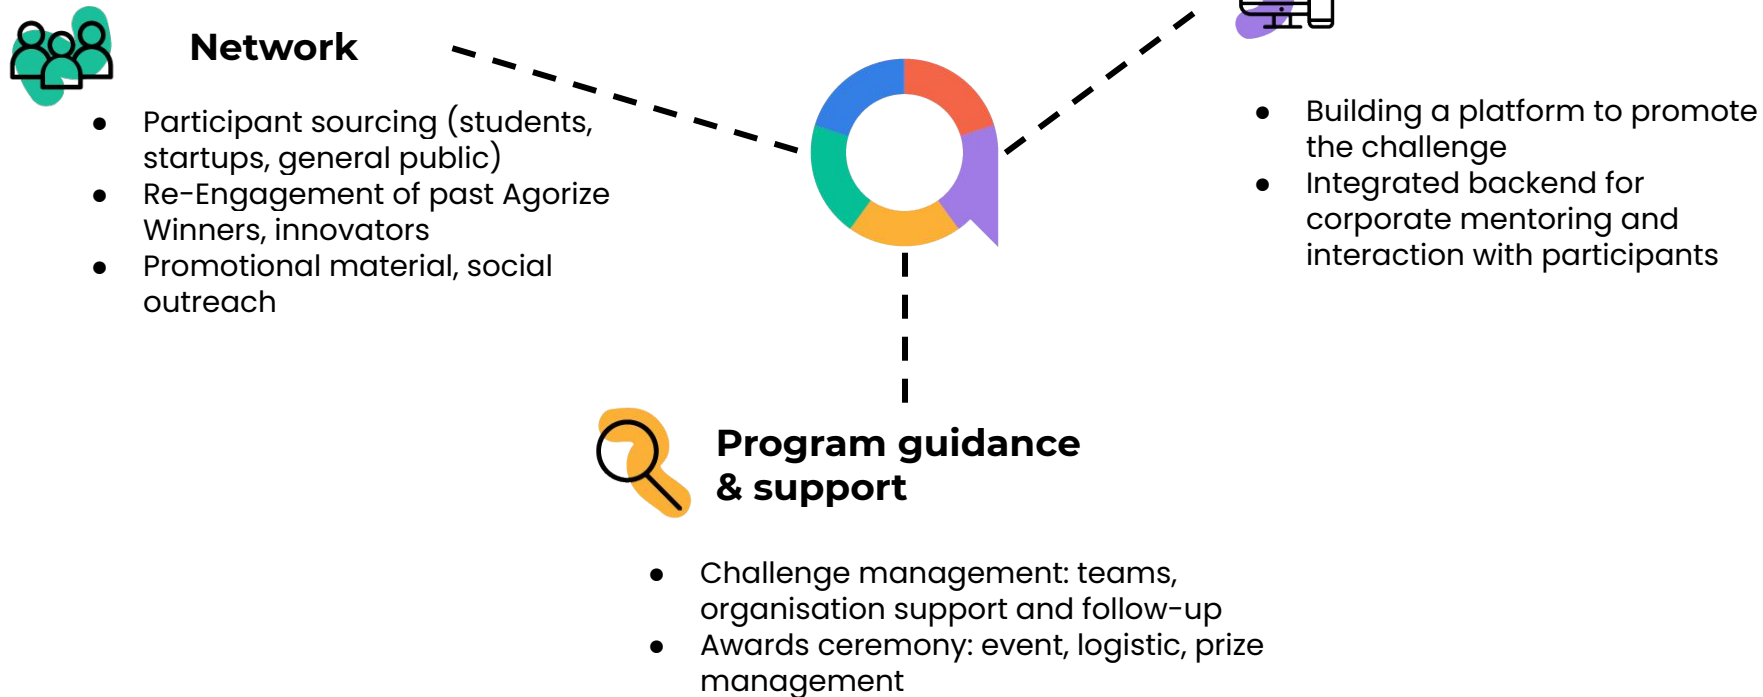 Network
● Participant sourcing (students,
startups, general public)
● Re-Engagement of past Agorize
Winners, innovators
● Promotional material, social
outreach
● Building a platform to promote
the challenge
● Integrated backend for
corporate mentoring and
interaction with participants
Program guidance
& support
● Challenge management: teams,
organisation support and follow-up
● Awards ceremony: event, logistic, prize
management